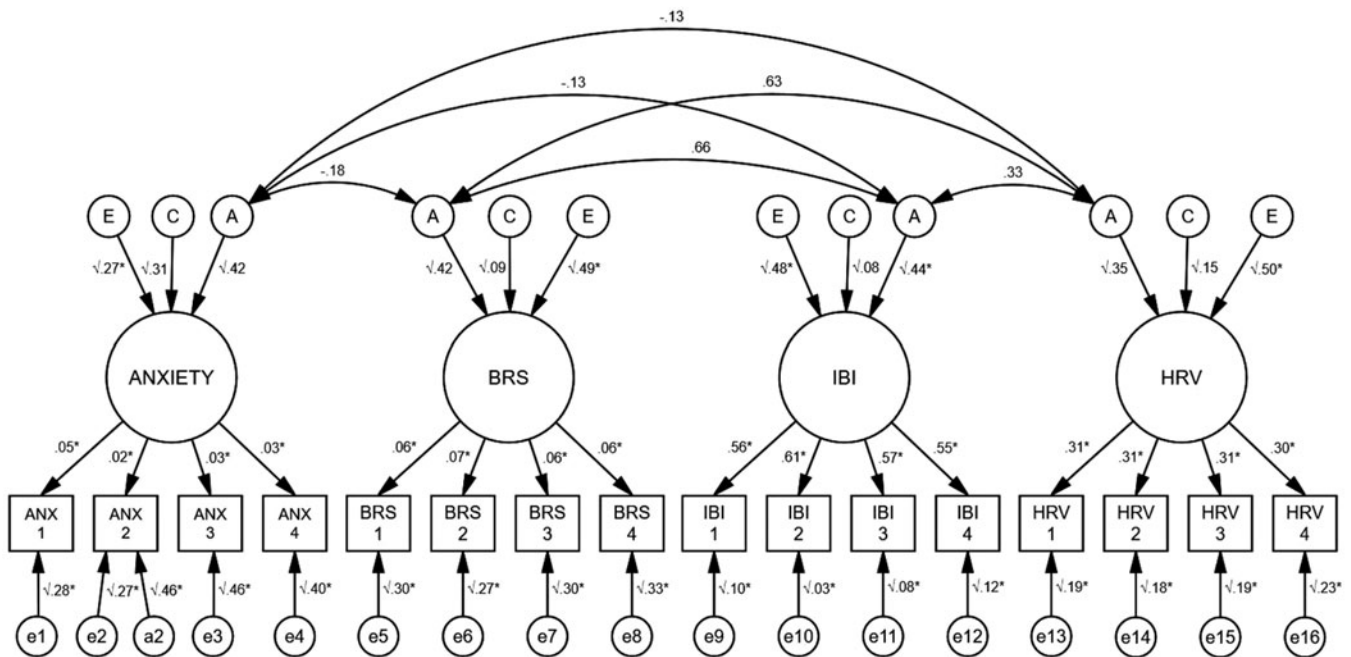 -.13
-.13 .63
.66
-.18 .33
E C A A C E E C A A C E
√.27* √.31 √.42 √.42 √.09 √.49* √.48* √.08 √.44* √.35 √.15 √.50*
ANXIETY BRS IBI HRV
.05* .02* .03* .03* .06* .07* .06* .06* .56* .61* .57* .55* .31* .31* .31* .30*
ANX ANX ANX ANX BRS BRS BRS BRS IBI IBI IBI IBI HRV HRV HRV HRV
1 2 3 4 1 2 3 4 1 2 3 4 1 2 3 4
√.28* √.27* √.46* √.46* √.40* √.30* √.27* √.30* √.33* √.10* √.03* √.08* √.12* √.19* √.18* √.19* √.23*
e1 e2 a2 e3 e4 e5 e6 e7 e8 e9 e10 e11 e12 e13 e14 e15 e16